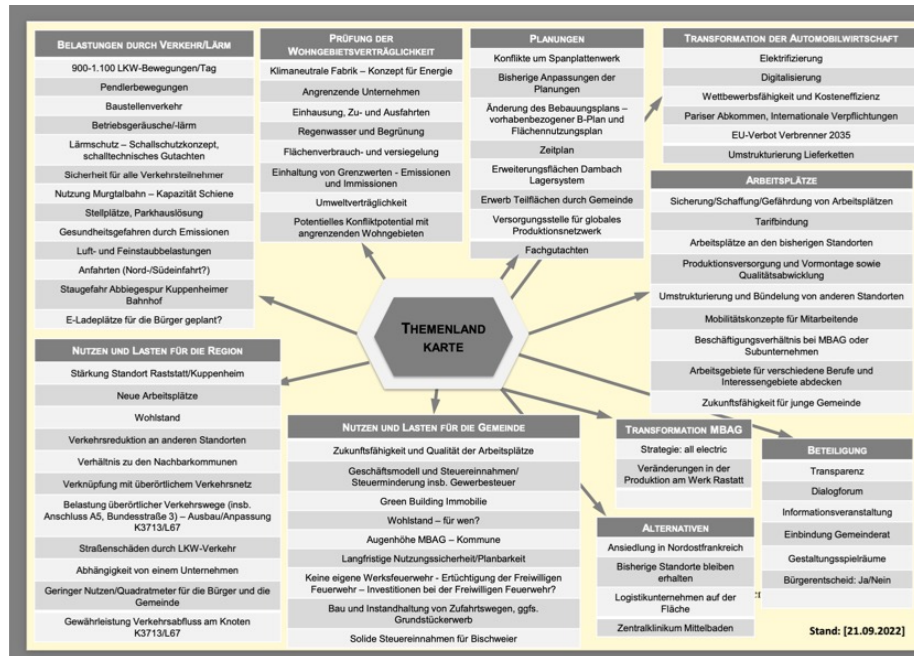 BELASTUNGEN DURCH VERKEHR/LÄRM
900-1.100 LKW-Bewegungen/Tag
Pendlerbewegungen
Baustellenverkehr
Betriebsgeräusche/-lärm
Lärmschutz – Schallschutzkonzept,
schalltechnisches Gutachten
Sicherheit für alle Verkehrsteilnehmer
Nutzung Murgtalbahn – Kapazität Schiene
Stellplätze, Parkhauslösung
Gesundheitsgefahren durch Emissionen
Luft- und Feinstaubbelastungen
Anfahrten (Nord-/Südeinfahrt?)
Staugefahr Abbiegespur Kuppenheimer
Bahnhof
E-Ladeplätze für die Bürger geplant?
PRÜFUNG DER
WOHNGEBIETSVERTRÄGLICHKEIT
Klimaneutrale Fabrik – Konzept für Energie
Angrenzende Unternehmen
Einhausung, Zu- und Ausfahrten
Regenwasser und Begrünung
Flächenverbrauch- und versiegelung
Einhaltung von Grenzwerten - Emissionen
und Immissionen
Umweltverträglichkeit
Potentielles Konfliktpotential mit
angrenzenden Wohngebieten
PLANUNGEN
Konflikte um Spanplattenwerk
Bisherige Anpassungen der
Planungen
Änderung des Bebauungsplans –
vorhabenbezogener B-Plan und
Flächennutzungsplan
Zeitplan
Erweiterungsflächen Dambach
Lagersystem
Erwerb Teilflächen durch Gemeinde
Versorgungsstelle für globales
Produktionsnetzwerk
Fachgutachten
TRANSFORMATION DER AUTOMOBILWIRTSCHAFT
Elektrifizierung
Digitalisierung
Wettbewerbsfähigkeit und Kosteneffizienz
Pariser Abkommen, Internationale Verpflichtungen
EU-Verbot Verbrenner 2035
Umstrukturierung Lieferketten
ARBEITSPLÄTZE
Sicherung/Schaffung/Gefährdung von Arbeitsplätzen
Tarifbindung
Arbeitsplätze an den bisherigen Standorten
Produktionsversorgung und Vormontage sowie
Qualitätsabwicklung
Umstrukturierung und Bündelung von anderen Standorten
Mobilitätskonzepte für Mitarbeitende
Beschäftigungsverhältnis bei MBAG oder
Subunternehmen
Arbeitsgebiete für verschiedene Berufe und
Interessengebiete abdecken
Zukunftsfähigkeit für junge Gemeinde
THEMENLAND
KARTE
NUTZEN UND LASTEN FÜR DIE REGION
Stärkung Standort Raststatt/Kuppenheim
Neue Arbeitsplätze
Wohlstand
Verkehrsreduktion an anderen Standorten
Verhältnis zu den Nachbarkommunen
Verknüpfung mit überörtlichem Verkehrsnetz
Belastung überörtlicher Verkehrswege (insb.
Anschluss A5, Bundesstraße 3) – Ausbau/Anpassung
K3713/L67
Straßenschäden durch LKW-Verkehr
Abhängigkeit von einem Unternehmen
Geringer Nutzen/Quadratmeter für die Bürger und die
Gemeinde
Gewährleistung Verkehrsabfluss am Knoten
K3713/L67
NUTZEN UND LASTEN FÜR DIE GEMEINDE
Zukunftsfähigkeit und Qualität der Arbeitsplätze
Geschäftsmodell und Steuereinnahmen/
Steuerminderung insb. Gewerbesteuer
Green Building Immobilie
Wohlstand – für wen?
Augenhöhe MBAG – Kommune
Langfristige Nutzungssicherheit/Planbarkeit
Keine eigene Werksfeuerwehr - Ertüchtigung der Freiwilligen
Feuerwehr – Investitionen bei der Freiwilligen Feuerwehr?
Bau und Instandhaltung von Zufahrtswegen, ggfs.
Grundstückserwerb
Solide Steuereinnahmen für Bischweier
TRANSFORMATION MBAG
Strategie: all electric
Veränderungen in der
Produktion am Werk Rastatt
ALTERNATIVEN
Ansiedlung in Nordostfrankreich
Bisherige Standorte bleiben
erhalten
Logistikunternehmen auf der
Fläche
Zentralklinikum Mittelbaden
BETEILIGUNG
Transparenz
Dialogforum
Informationsveranstaltung
Einbindung Gemeinderat
Gestaltungsspielräume
Bürgerentscheid: Ja/Nein
Stand: [21.09.2022]